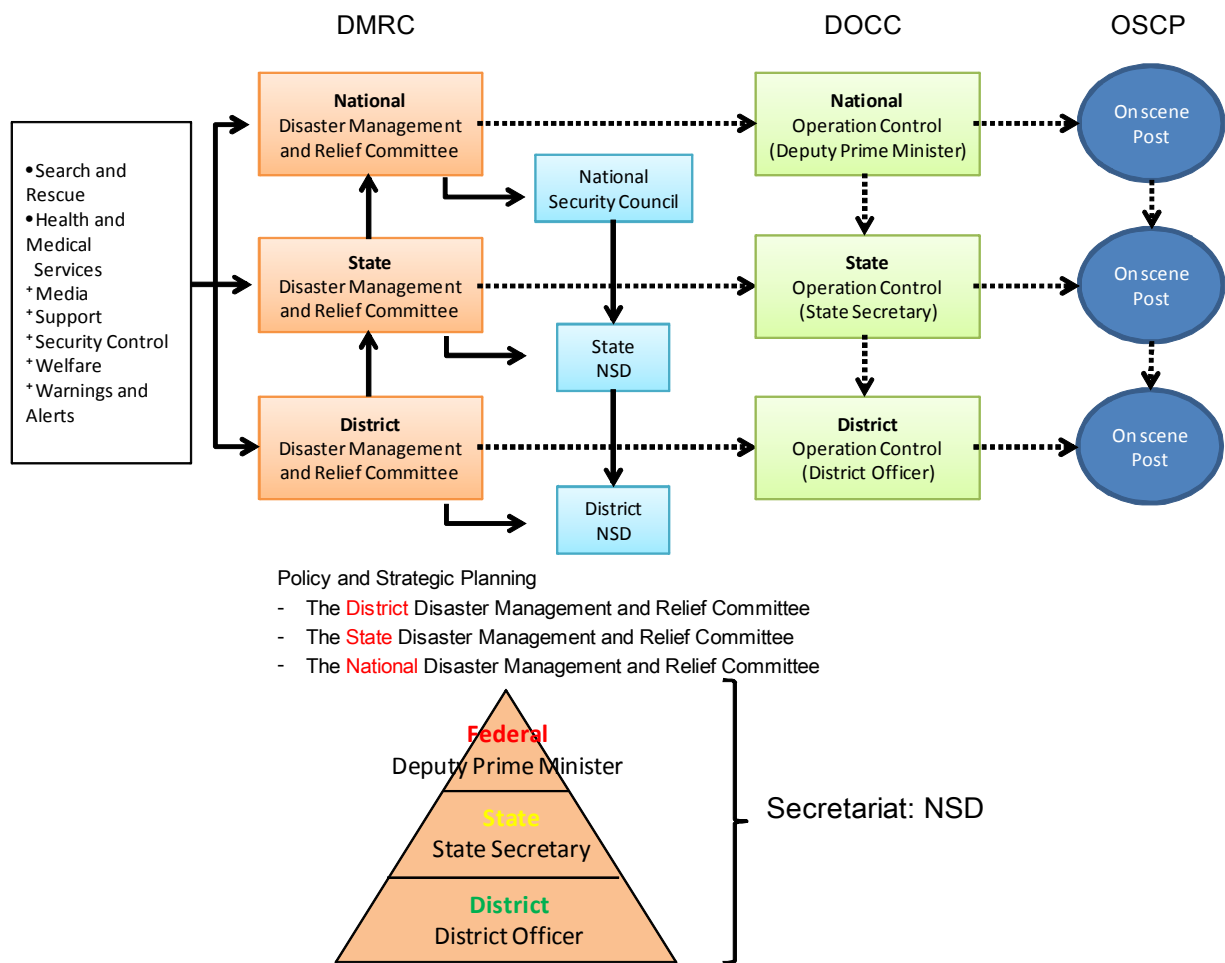 DMRC
DOCC
OSCP
•Search and
Rescue
•Health and
Medical
Services
+Media
+Support
+Security Control
+Welfare
+Warnings and
Alerts
National
Disaster Management
and Relief Committee
National
Security Council
National
Operation Control
(Deputy Prime Minister)
On scene
Post
State
Disaster Management
and Relief Committee
State
NSD
State
Operation Control
(State Secretary)
On scene
Post
District
Disaster Management
and Relief Committee
District
NSD
District
Operation Control
(District Officer)
On scene
Post
Policy and Strategic Planning
- The District Disaster Management and Relief Committee
- The State Disaster Management and Relief Committee
- The National Disaster Management and Relief Committee
Federal
Deputy Prime Minister
State
State Secretary
District
District Officer
Secretariat: NSD